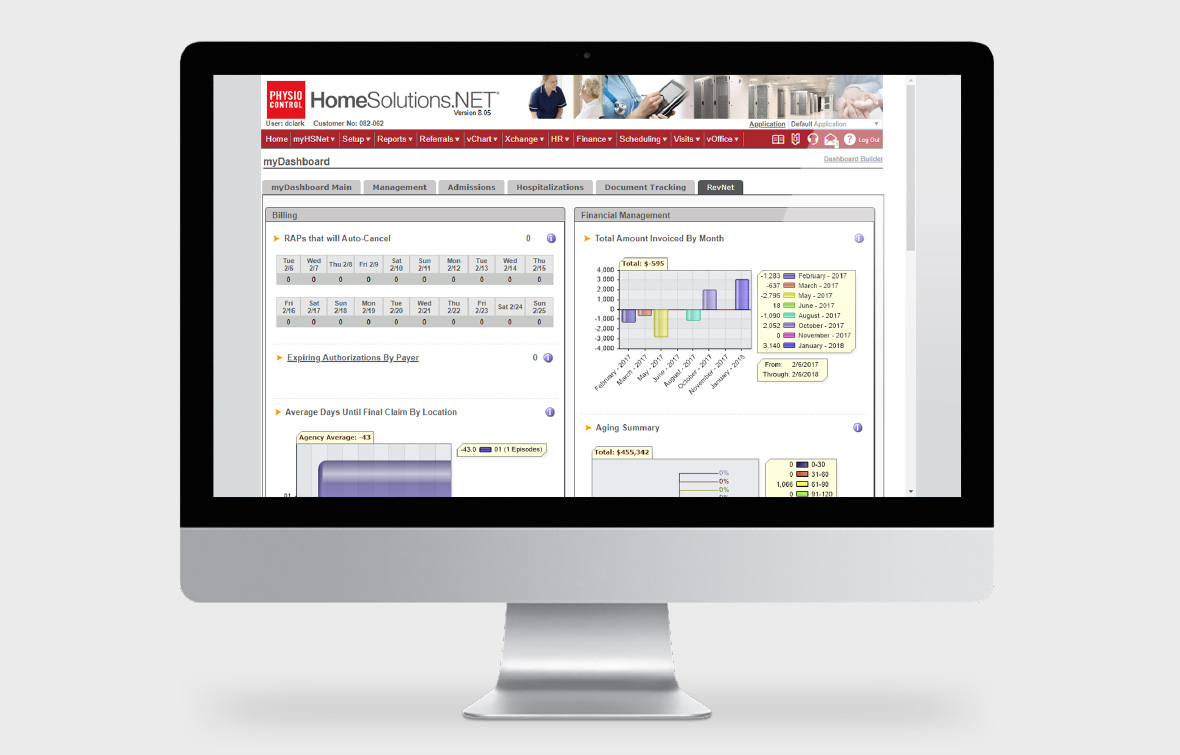 PHYSIO
CONTROL
HomeSolutions.NET®
Version 8.05
User: dclark Customer No: 082-062
Application Default Application
Home myHSNet Setup Reports Referrals vChart Xchange HR Finance Scheduling Visits vOffice ? Log Out
myDashboard
Dashboard Builder
myDashboard Main Management Admissions Hospitalizations Document Tracking RevNet
Billing
RAPs that will Auto-Cancel 0 i
Tue 2/6 Wed 2/7 Thu 2/8 Fri 2/9 Sat 2/10 Sun 2/11 Mon 2/12 Tue 2/13 Wed 2/14 Thu 2/15
0 0 0 0 0 0 0 0 0 0
Fri 2/16 Sat 2/17 Sun 2/18 Mon 2/19 Tue 2/20 Wed 2/21 Thu 2/22 Fri 2/23 Sat 2/24 Sun 2/25
0 0 0 0 0 0 0 0 0 0
Expiring Authorizations By Payer 0 i
Average Days Until Final Claim By Location i
Agency Average: -43
-43.0 01 (1 Episodes)
01
Financial Management
Total Amount Invoiced By Month i
Total: $-595
4,000
3,000
2,000
1,000
0
-1,000
-2,000
-3,000
-4,000
February - 2017
March - 2017
May - 2017
June - 2017
August - 2017
October - 2017
November - 2017
January - 2018
-1,283 February - 2017
-637 March - 2017
-2,795 May - 2017
18 June - 2017
-1,090 August - 2017
2,052 October - 2017
0 November - 2017
3,140 January - 2018
From: 2/6/2017
Through: 2/6/2018
Aging Summary i
Total: $455,342
0%
0%
0%
0 0-30
0 31-60
1,066 61-90
0 91-120